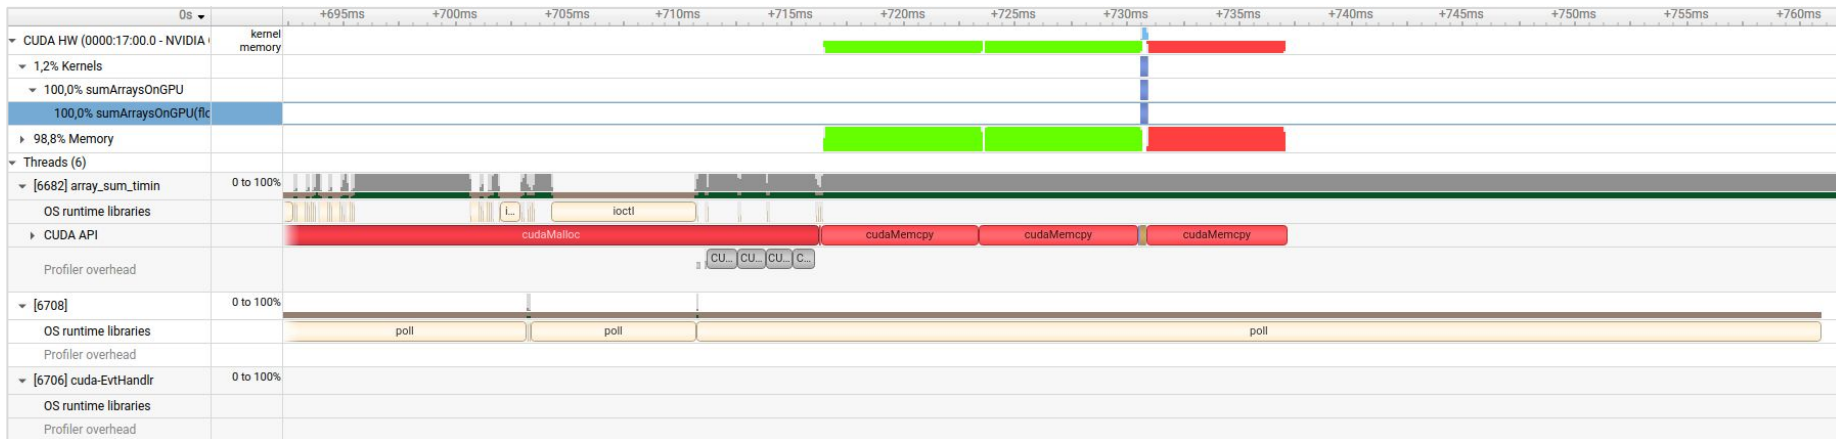 0s +695ms +700ms +705ms +710ms +715ms +720ms +725ms +730ms +735ms +740ms +745ms +750ms +755ms +760ms
CUDA HW (0000:17:00.0 - NVIDIA kernel
memory
1,2% Kernels
100,0% sumArraysOnGPU
100,0% sumArraysOnGPU(flo
98,8% Memory
Threads (6)
[6682] array_sum_timin 0 to 100%
OS runtime libraries i... ioctl
CUDA API cudaMalloc cudaMemcpy cudaMemcpy cudaMemcpy
Profiler overhead CU... CU... CU... C...
[6708] 0 to 100%
OS runtime libraries poll poll poll
Profiler overhead
[6706] cuda-EvtHandlr 0 to 100%
OS runtime libraries
Profiler overhead